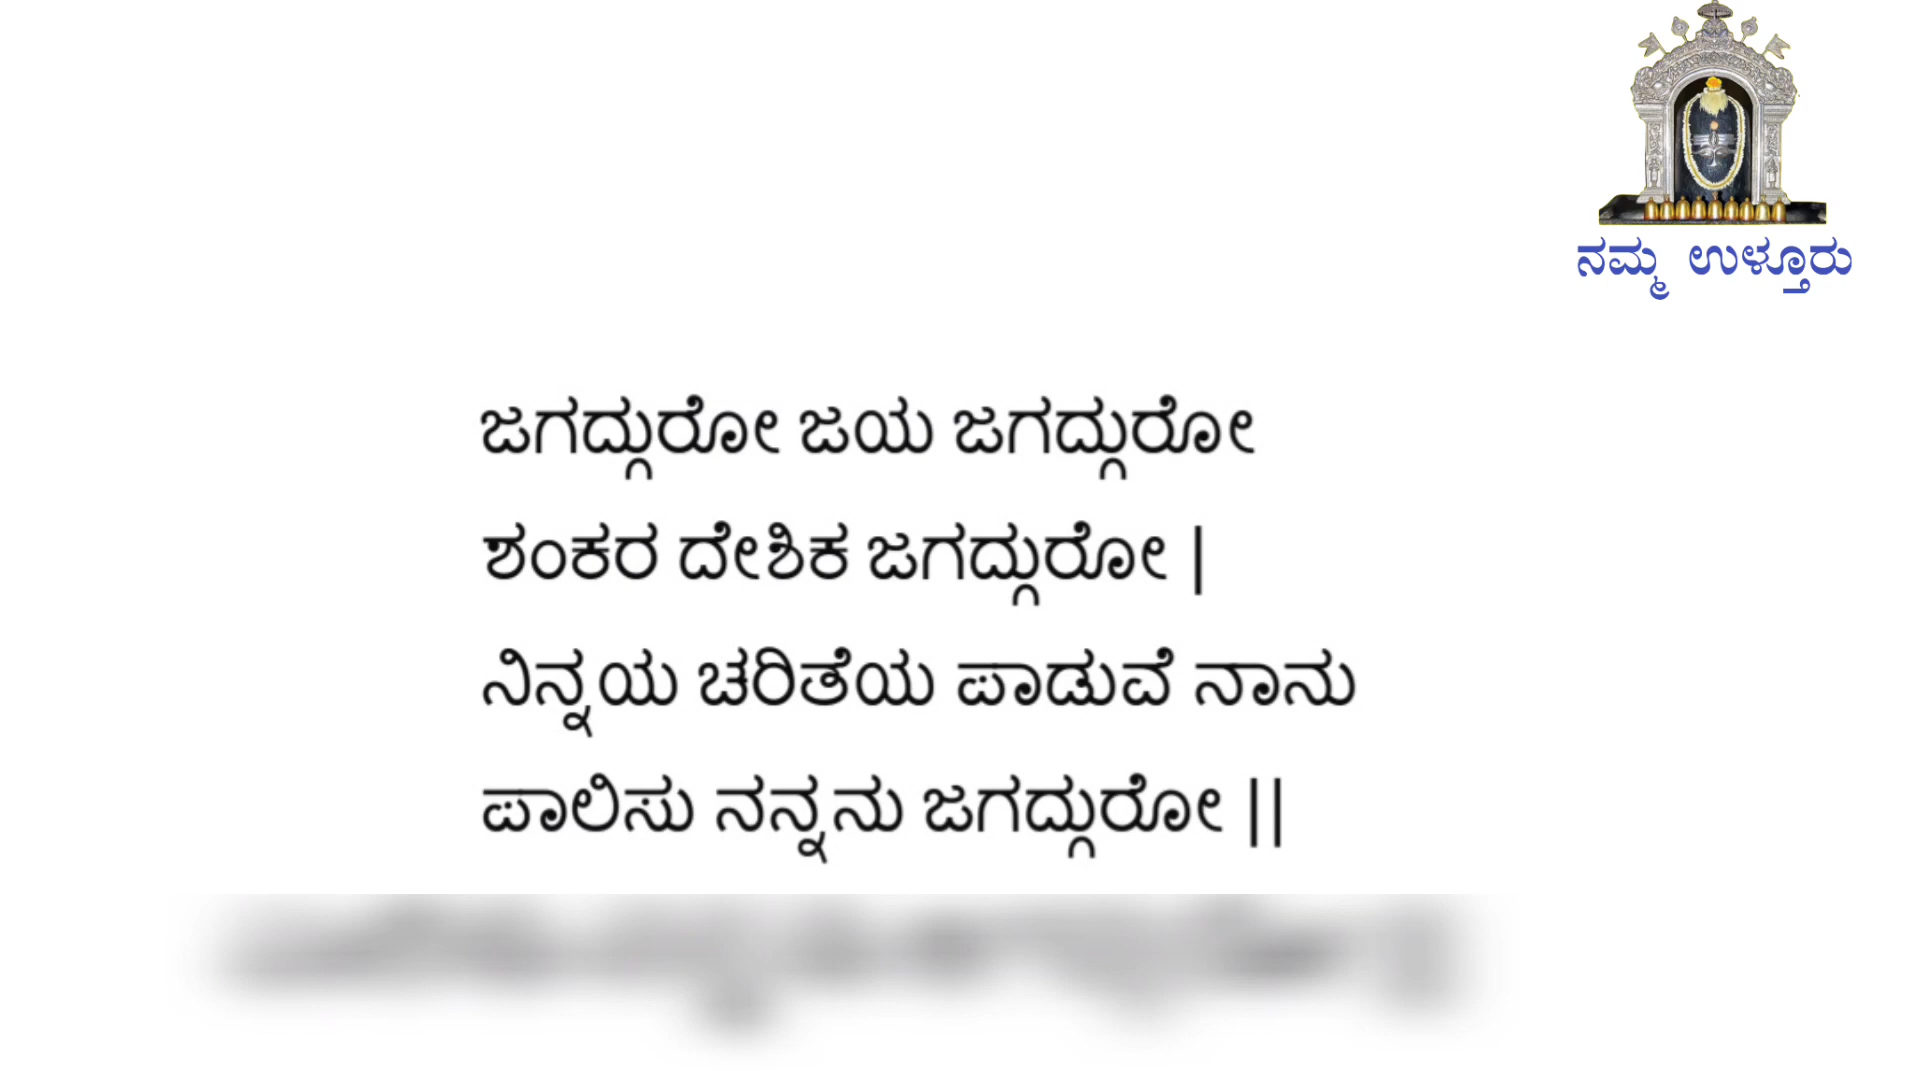 ನಮ್ಮ ಉಳ್ತೂರು
ಜಗದ್ಗುರೋ ಜಯ ಜಗದ್ಗುರೋ
ಶಂಕರ ದೇಶಿಕ ಜಗದ್ಗುರೋ |
ನಿನ್ನಯ ಚರಿತೆಯ ಪಾಡುವೆ ನಾನು
ಪಾಲಿಸು ನನ್ನನು ಜಗದ್ಗುರೋ ||